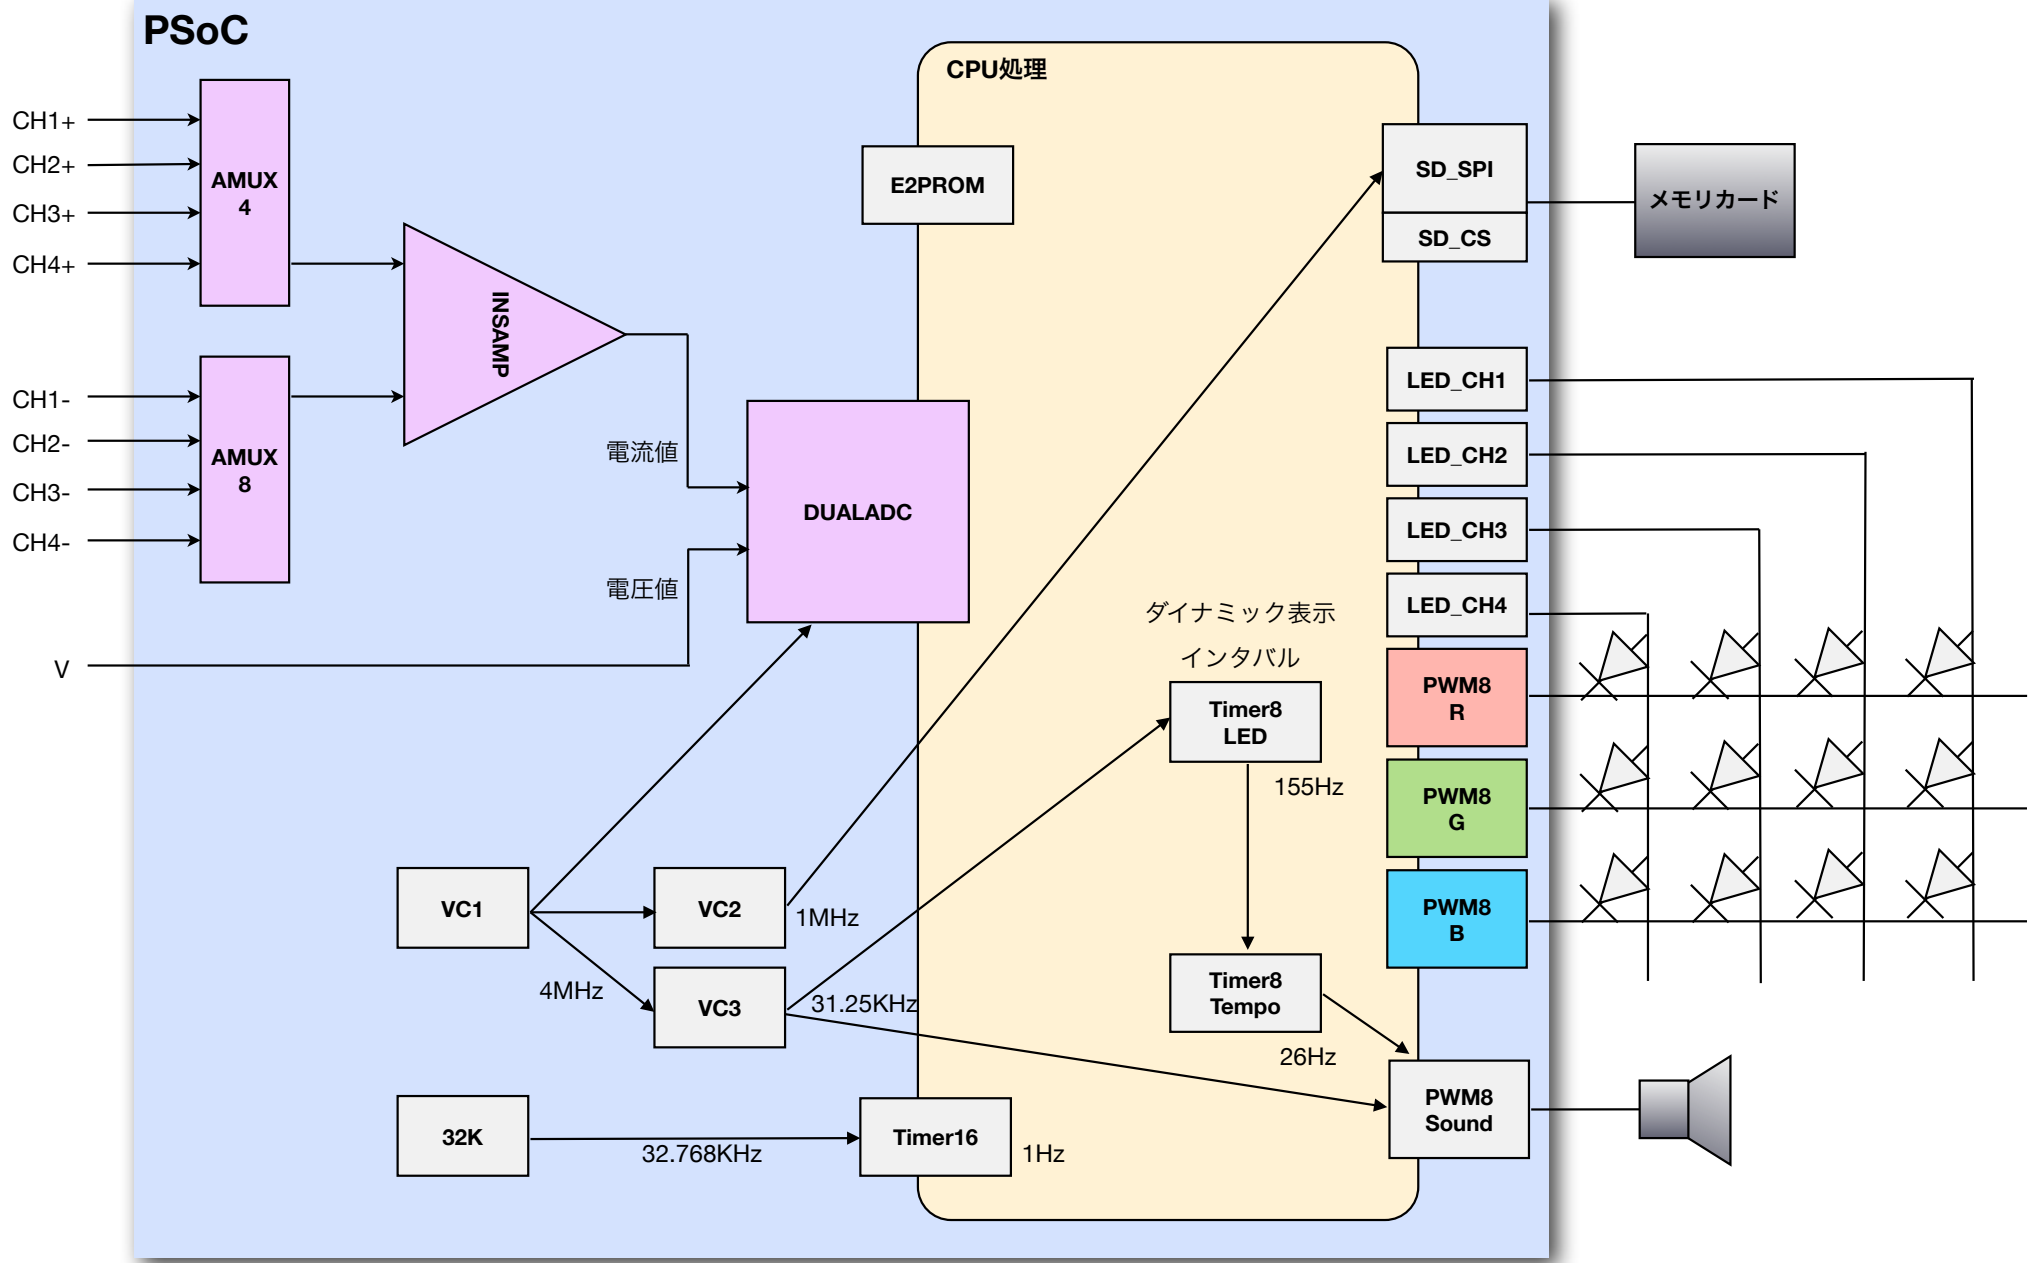 PSoC
CPU処理
CH1+
CH2+
CH3+
CH4+
AMUX
4
CH1-
CH2-
CH3-
CH4-
AMUX
8
INSAMP
電流値
電圧値
V
DUALADC
E2PROM
SD_SPI
SD_CS
メモリカード
LED_CH1
LED_CH2
LED_CH3
LED_CH4
ダイナミック表示
インタバル
Timer8
LED
155Hz
PWM8
R
PWM8
G
PWM8
B
VC1
VC2
1MHz
4MHz
VC3
31.25KHz
Timer8
Tempo
26Hz
PWM8
Sound
32K
32.768KHz
Timer16
1Hz